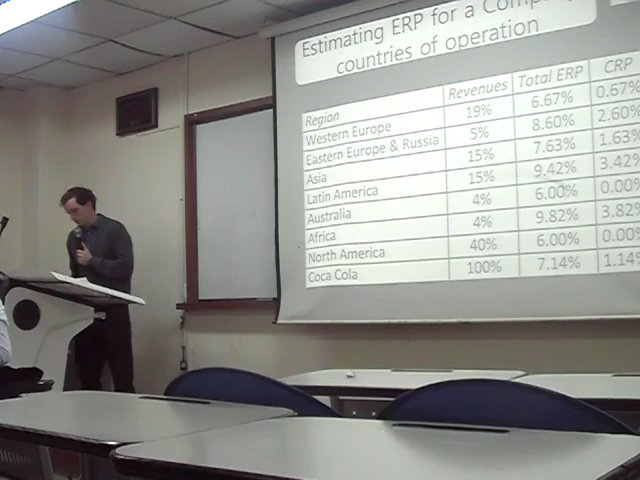 Estimating ERP for a
countries of operation
Region Revenues Total ERP CRP
Western Europe 19% 6.67% 0.67%
Eastern Europe & Russia 5% 8.60% 2.60%
Asia 15% 7.63% 1.63%
Latin America 15% 9.42% 3.42%
Australia 4% 6.00% 0.00%
Africa 4% 9.82% 3.82%
North America 40% 6.00% 0.00%
Coca Cola 100% 7.14% 1.14%